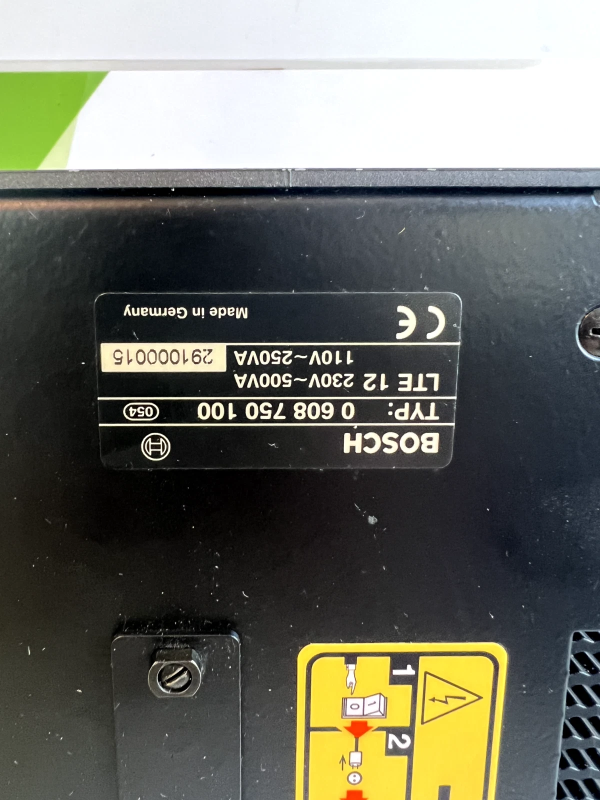 BOSCH
TYP: 0 608 750 100 054
LTE 12 230V~500VA
110V~250VA 291000015
CE Made in Germany
1
2